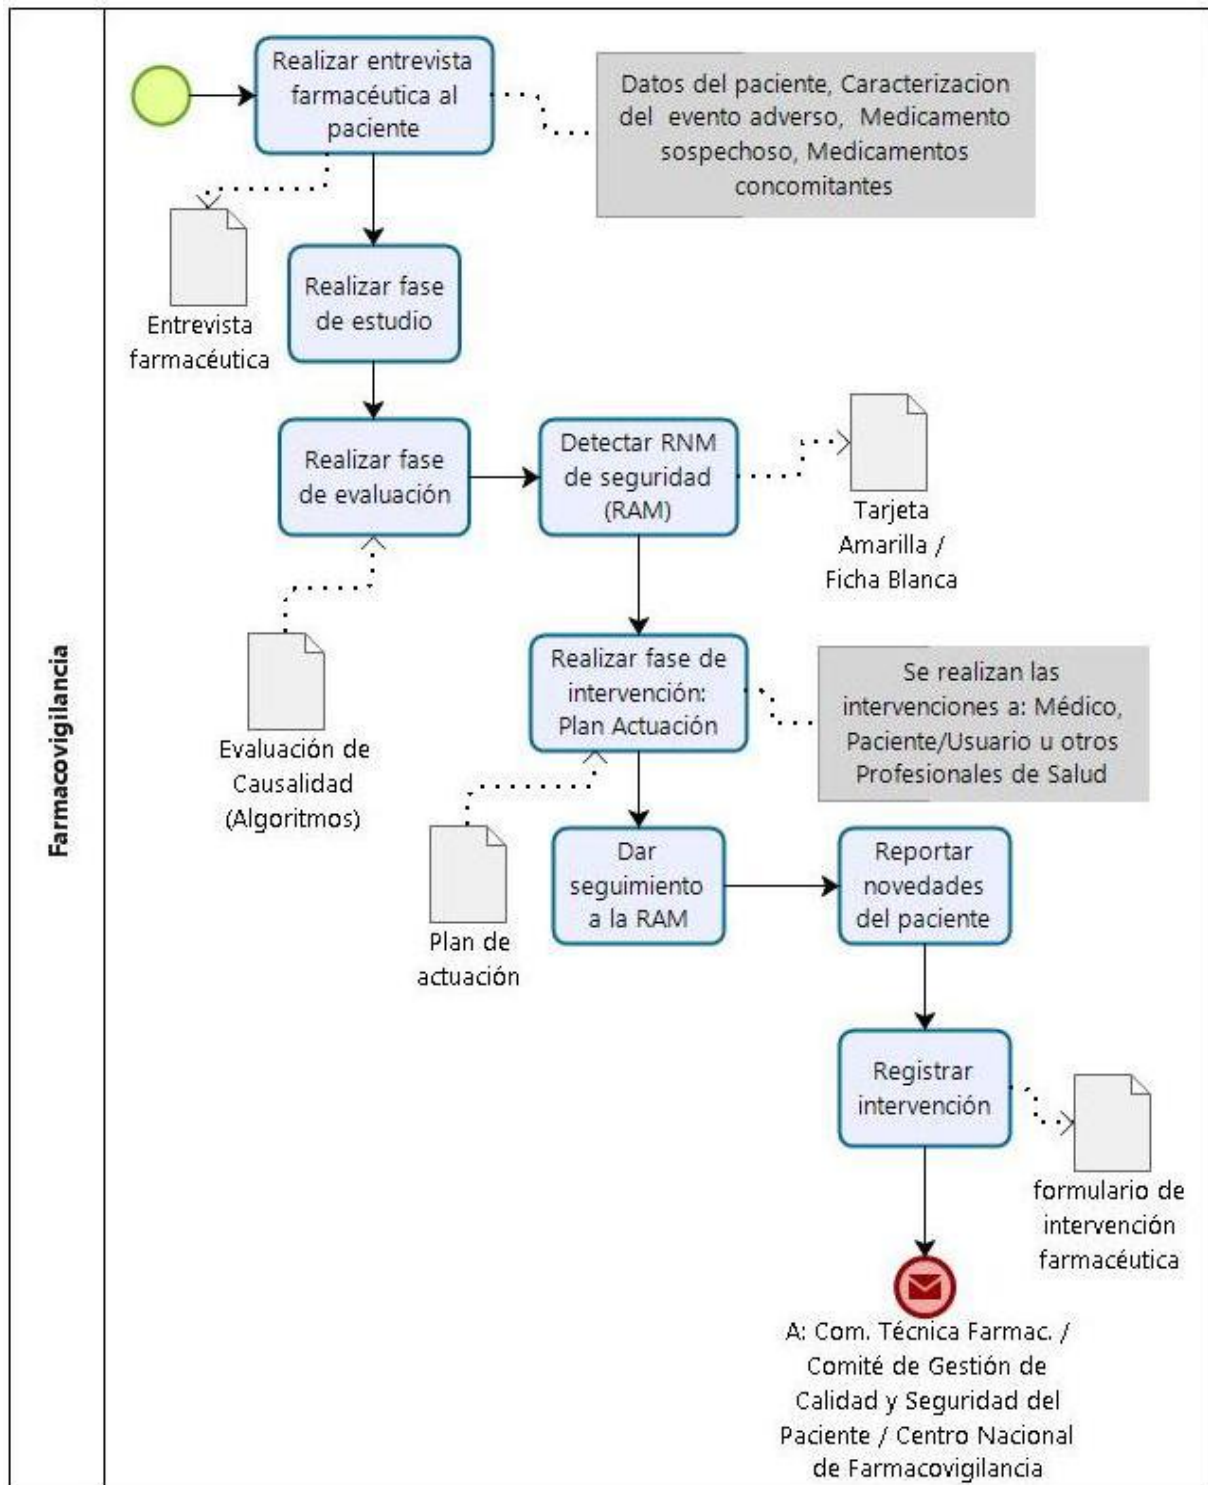 Farmacovigilancia
Realizar entrevista
farmacéutica al
paciente
Datos del paciente, Caracterizacion
del evento adverso, Medicamento
sospechoso, Medicamentos
concomitantes
Entrevista
farmacéutica
Realizar fase
de estudio
Realizar fase
de evaluación
Detectar RNM
de seguridad
(RAM)
Tarjeta
Amarilla /
Ficha Blanca
Evaluación de
Causalidad
(Algoritmos)
Realizar fase de
intervención:
Plan Actuación
Se realizan las
intervenciones a: Médico,
Paciente/Usuario u otros
Profesionales de Salud
Plan de
actuación
Dar
seguimiento
a la RAM
Reportar
novedades
del paciente
Registrar
intervención
formulario de
intervención
farmacéutica
A: Com. Técnica Farmac. /
Comité de Gestión de
Calidad y Seguridad del
Paciente / Centro Nacional
de Farmacovigilancia